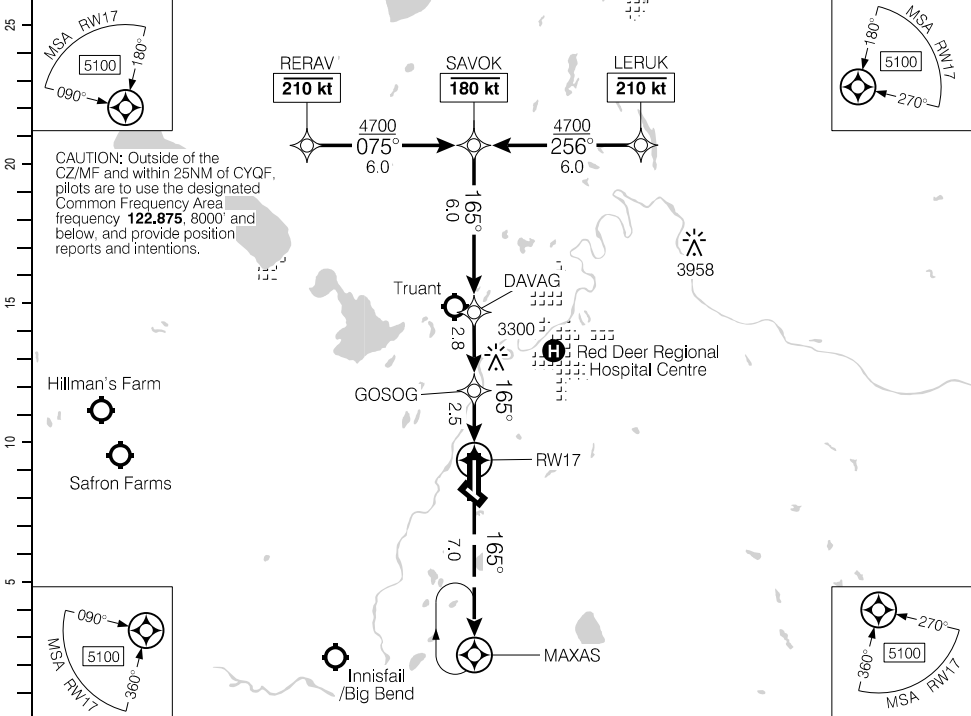 25
20
15
10
5
MSA RW17
5100
180°
090°
MSA RW17
5100
180°
270°
RERAV
210 kt
SAVOK
180 kt
LERUK
210 kt
4700
075°
6.0
4700
256°
6.0
CAUTION: Outside of the
CZ/MF and within 25NM of CYQF,
pilots are to use the designated
Common Frequency Area
frequency 122.875, 8000' and
below, and provide position
reports and intentions.
165°
6.0
3958
DAVAG
Truant
2.8
3300
H
Red Deer Regional
Hospital Centre
165°
GOSOG
2.5
Hillman's Farm
Safron Farms
RW17
165°
7.0
MAXAS
Innisfail
/Big Bend
090°
5100
360°
MSA RW17
270°
5100
360°
MSA RW17